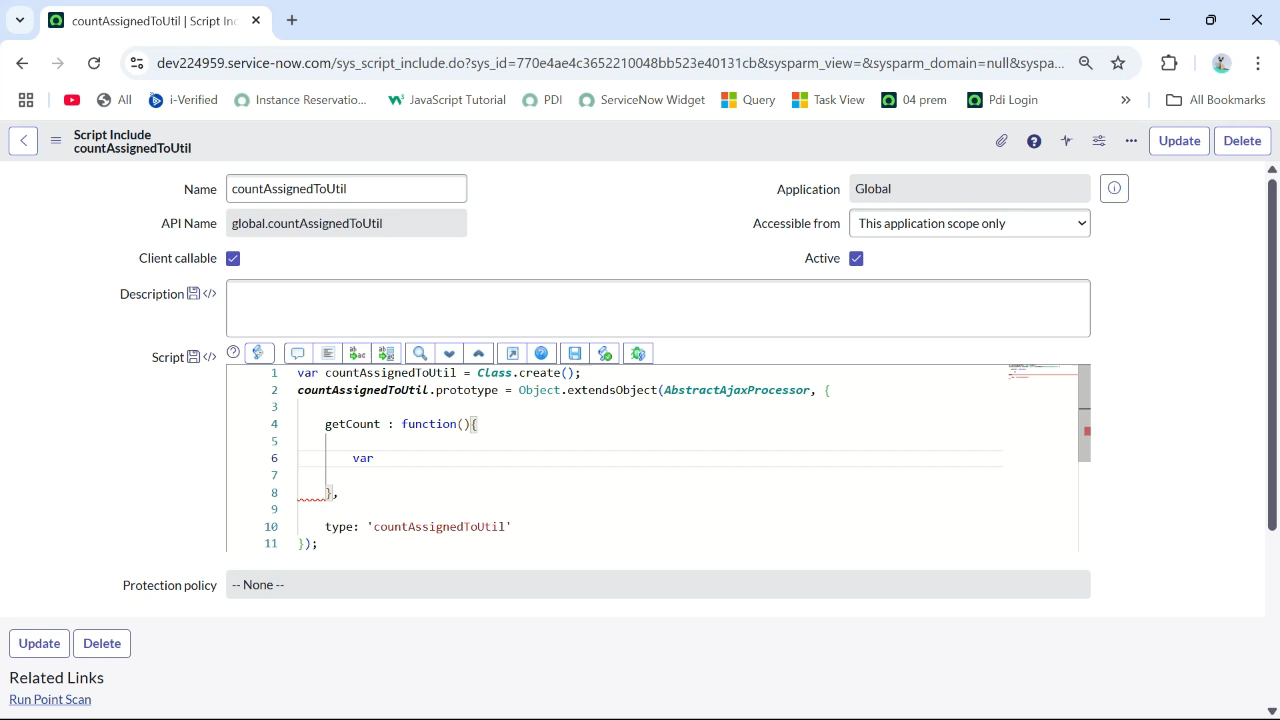 countAssignedToUtil | Script Inc
dev224959.service-now.com/sys_script_include.do?sys_id=770e4ae4c3652210048bb523e40131cb&sysparm_view=&sysparm_domain=null&syspa...
All
i-Verified
Instance Reservatio...
JavaScript Tutorial
PDI
ServiceNow Widget
Query
Task View
04 prem
Pdi Login
»
All Bookmarks
Script Include
countAssignedToUtil
Update
Delete
Name countAssignedToUtil
Application Global
API Name global.countAssignedToUtil
Accessible from This application scope only
Client callable
Active
Description
Script
1 var countAssignedToUtil = Class.create();
2 countAssignedToUtil.prototype = Object.extendsObject(AbstractAjaxProcessor, {
3
4 getCount : function(){
5
6 var
7
8 },
9
10 type: 'countAssignedToUtil'
11 });
Protection policy -- None --
Update
Delete
Related Links
Run Point Scan